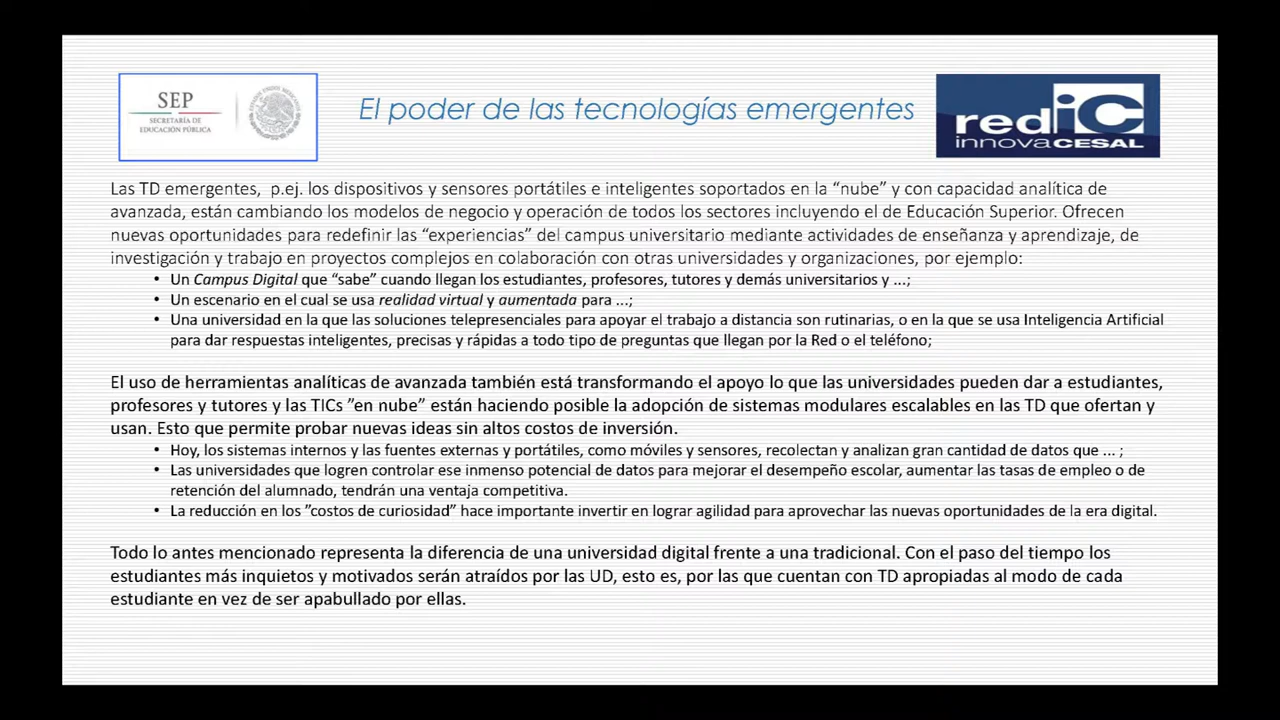 SEP
SECRETARÍA DE
EDUCACIÓN PÚBLICA
El poder de las tecnologías emergentes
rediC
innovaCESAL
Las TD emergentes, p.ej. los dispositivos y sensores portátiles e inteligentes soportados en la “nube” y con capacidad analítica de
avanzada, están cambiando los modelos de negocio y operación de todos los sectores incluyendo el de Educación Superior. Ofrecen
nuevas oportunidades para redefinir las “experiencias” del campus universitario mediante actividades de enseñanza y aprendizaje, de
investigación y trabajo en proyectos complejos en colaboración con otras universidades y organizaciones, por ejemplo:
• Un Campus Digital que “sabe” cuando llegan los estudiantes, profesores, tutores y demás universitarios y ...;
• Un escenario en el cual se usa realidad virtual y aumentada para ...;
• Una universidad en la que las soluciones telepresenciales para apoyar el trabajo a distancia son rutinarias, o en la que se usa Inteligencia Artificial
para dar respuestas inteligentes, precisas y rápidas a todo tipo de preguntas que llegan por la Red o el teléfono;
El uso de herramientas analíticas de avanzada también está transformando el apoyo lo que las universidades pueden dar a estudiantes,
profesores y tutores y las TICs ”en nube” están haciendo posible la adopción de sistemas modulares escalables en las TD que ofertan y
usan. Esto que permite probar nuevas ideas sin altos costos de inversión.
• Hoy, los sistemas internos y las fuentes externas y portátiles, como móviles y sensores, recolectan y analizan gran cantidad de datos que ... ;
• Las universidades que logren controlar ese inmenso potencial de datos para mejorar el desempeño escolar, aumentar las tasas de empleo o de
retención del alumnado, tendrán una ventaja competitiva.
• La reducción en los ”costos de curiosidad” hace importante invertir en lograr agilidad para aprovechar las nuevas oportunidades de la era digital.
Todo lo antes mencionado representa la diferencia de una universidad digital frente a una tradicional. Con el paso del tiempo los
estudiantes más inquietos y motivados serán atraídos por las UD, esto es, por las que cuentan con TD apropiadas al modo de cada
estudiante en vez de ser apabullado por ellas.